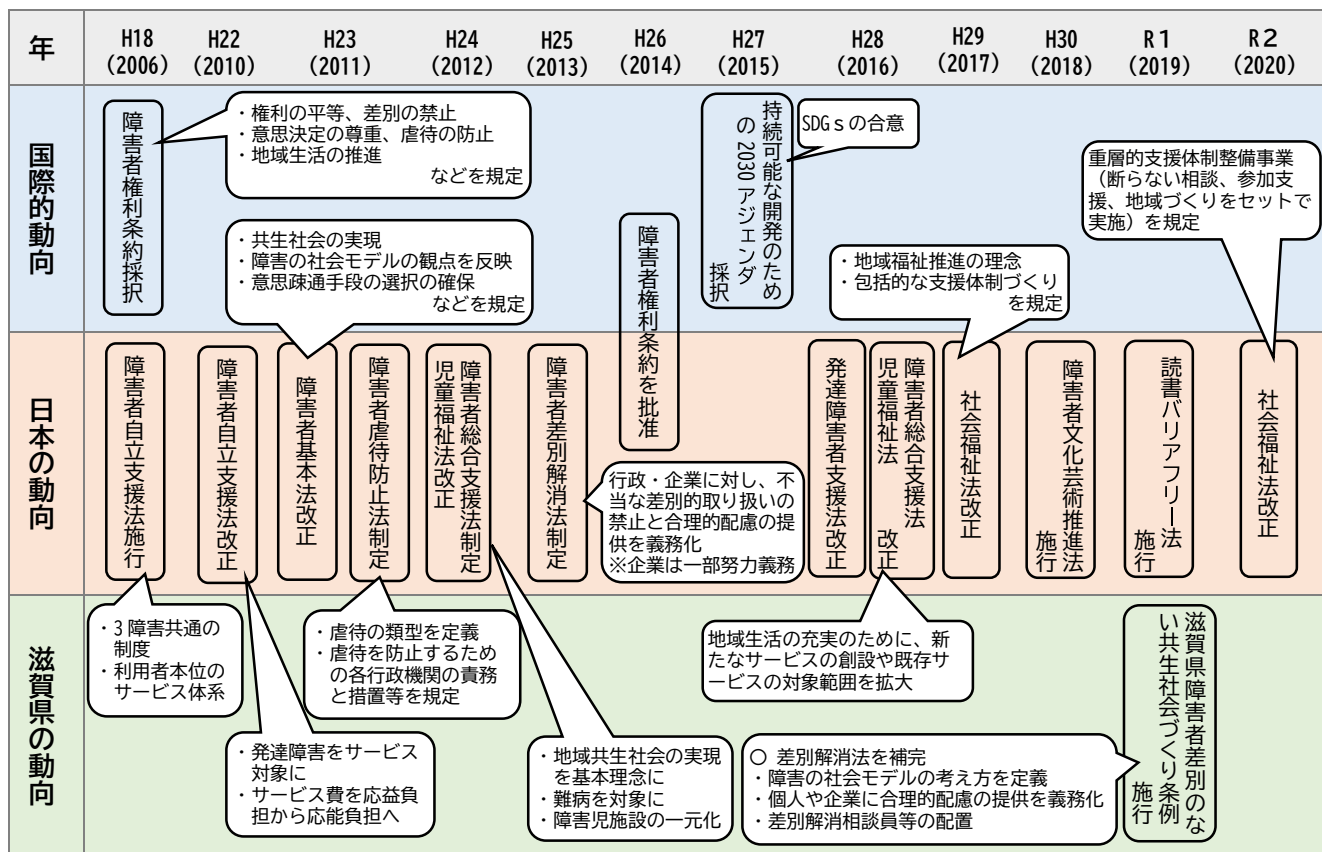 年
H18
(2006)
H22
(2010)
H23
(2011)
H24
(2012)
H25
(2013)
H26
(2014)
H27
(2015)
H28
(2016)
H29
(2017)
H30
(2018)
R1
(2019)
R2
(2020)
国際的動向
障害者権利条約採択
・権利の平等、差別の禁止
・意思決定の尊重、虐待の防止
・地域生活の推進
などを規定
・共生社会の実現
・障害の社会モデルの観点を反映
・意思疎通手段の選択の確保
などを規定
障害者権利条約を批准
持続可能な開発のため
の 2030 アジェンダ
採択
SDGｓの合意
・地域福祉推進の理念
・包括的な支援体制づくり
を規定
重層的支援体制整備事業
（断らない相談、参加支
援、地域づくりをセットで
実施）を規定
日本の動向
障害者自立支援法施行
障害者自立支援法改正
障害者基本法改正
障害者虐待防止法制定
障害者総合支援法制定
児童福祉法改正
障害者差別解消法制定
行政・企業に対し、不
当な差別的取り扱いの
禁止と合理的配慮の提
供を義務化
※企業は一部努力義務
発達障害者支援法改正
障害者総合支援法
児童福祉法　改正
社会福祉法改正
障害者文化芸術推進法
施行
読書バリアフリー法
施行
社会福祉法改正
滋賀県の動向
・3障害共通の
制度
・利用者本位の
サービス体系
・発達障害をサービス
対象に
・サービス費を応益負
担から応能負担へ
・虐待の類型を定義
・虐待を防止するため
の各行政機関の責務
と措置等を規定
・地域共生社会の実現
を基本理念に
・難病を対象に
・障害児施設の一元化
地域生活の充実のために、新
たなサービスの創設や既存サ
ービスの対象範囲を拡大
○ 差別解消法を補完
・障害の社会モデルの考え方を定義
・個人や企業に合理的配慮の提供を義務化
・差別解消相談員等の配置
滋賀県障害者差別のな
い共生社会づくり条例
施行